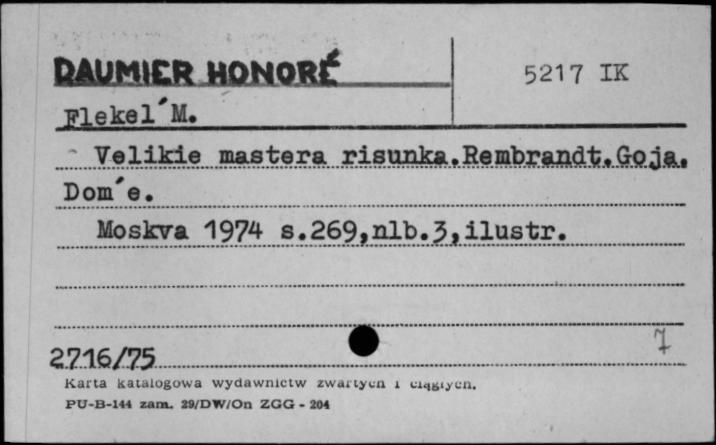 DAUMIER HONORÉ
5217 IK
Flekel´M.
Velikie mastera risunka.Rembrandt.Goja.
Dom´e.
Moskva 1974 s.269,nlb.3,ilustr.
7
2716/75
Karta katalogowa wydawnictw zwartych i ciągłych.
PU-B-144 zam. 29/DW/On ZGG - 204